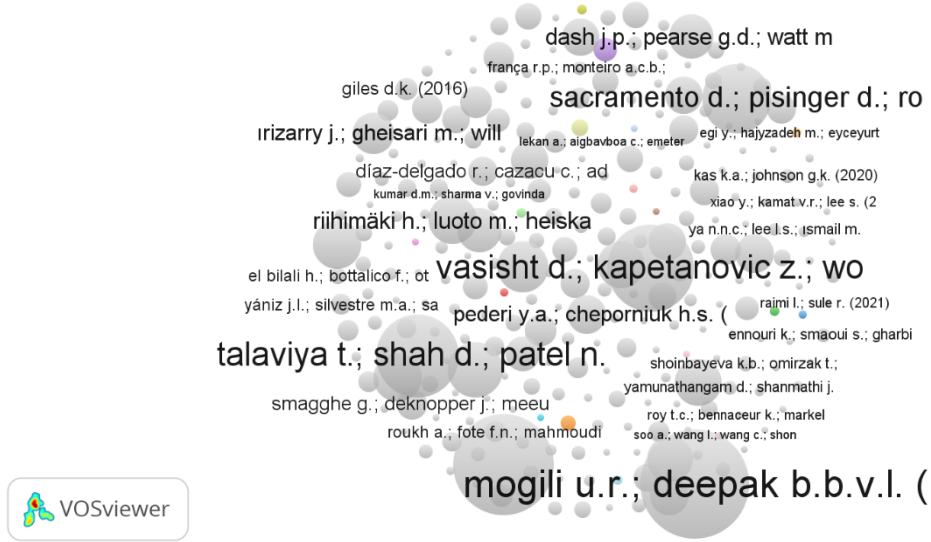 dash j.p.; pearse g.d.; watt m
frança r.p.; monteiro a.c.b.;
giles d.k. (2016)
sacramento d.; pisinger d.; ro
ırizarry j.; gheisari m.; will
lekan a.; aigbavboa c.; emeter
egi y.; hajyzadeh m.; eyceyurt
díaz-delgado r.; cazacu c.; ad
kas k.a.; johnson g.k. (2020)
kumar d.m.; sharma v.; govinda
xiao y.; kamat v.r.; lee s. (2
riihimäki h.; luoto m.; heiska
ya n.n.c.; lee l.s.; ısmail m.
el bilali h.; bottalico f.; ot
vasisht d.; kapetanovic z.; wo
yániz j.l.; silvestre m.a.; sa
pederi y.a.; cheporniuk h.s. (
raimi l.; sule r. (2021)
ennouri k.; smaoui s.; gharbi
talaviya t.; shah d.; patel n.
shoinbayeva k.b.; omirzak t.;
yamunathangam d.; shanmathi j.
smagghe g.; deknopper j.; meeu
roy t.c.; bennaceur k.; markel
roukh a.; fote f.n.; mahmoudi
soo a.; wang l.; wang c.; shon
mogili u.r.; deepak b.b.v.l. (
VOSviewer